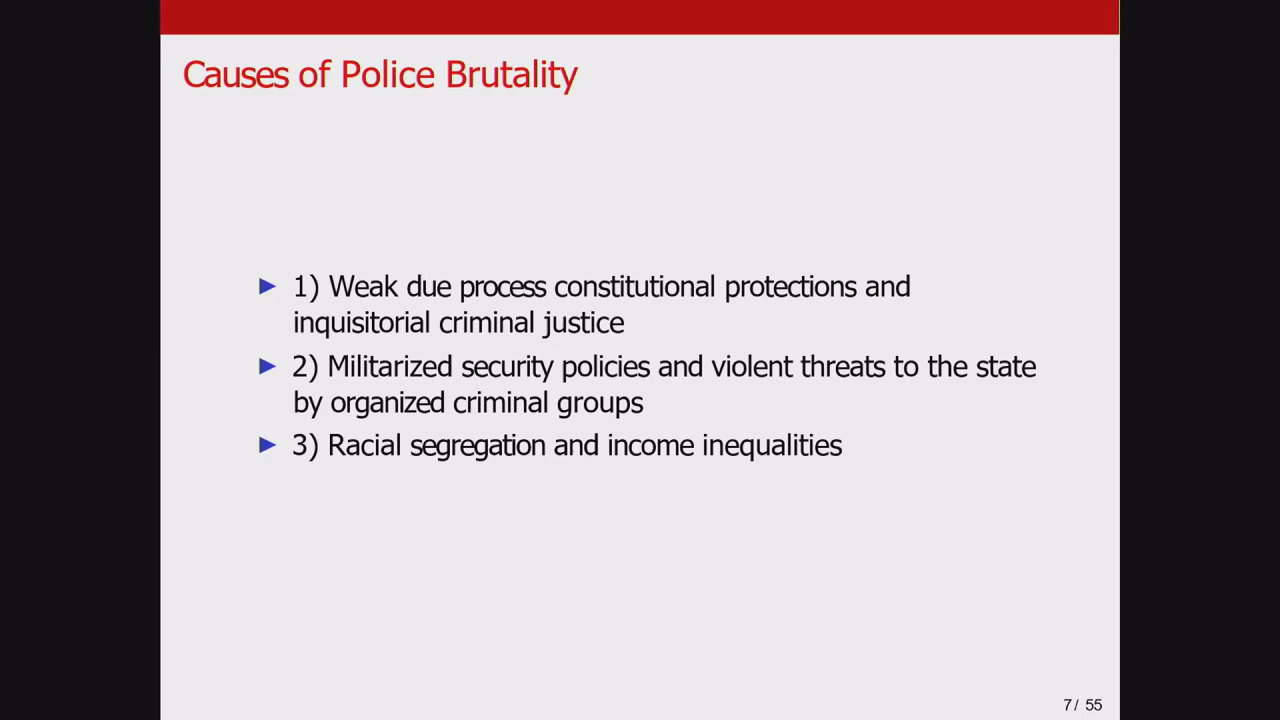 Causes of Police Brutality
▶ 1) Weak due process constitutional protections and
inquisitorial criminal justice
▶ 2) Militarized security policies and violent threats to the state
by organized criminal groups
▶ 3) Racial segregation and income inequalities
7 / 55